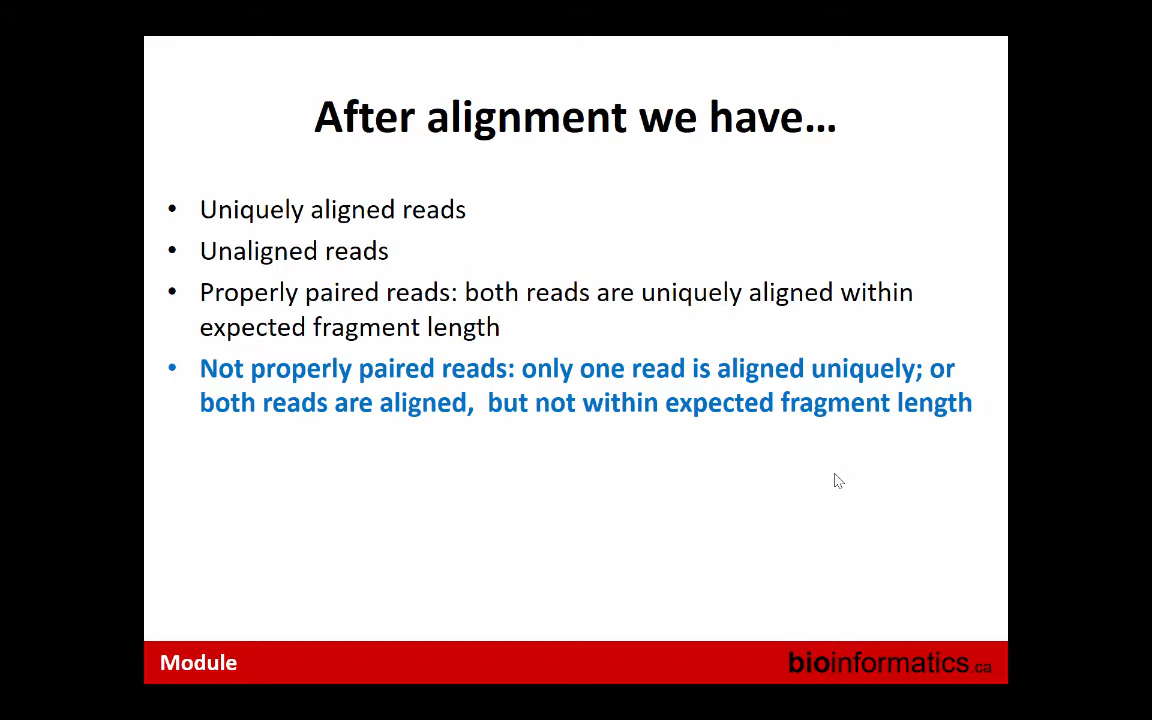 After alignment we have…
• Uniquely aligned reads
• Unaligned reads
• Properly paired reads: both reads are uniquely aligned within
expected fragment length
• Not properly paired reads: only one read is aligned uniquely; or
both reads are aligned,  but not within expected fragment length
Module
bioinformatics.ca